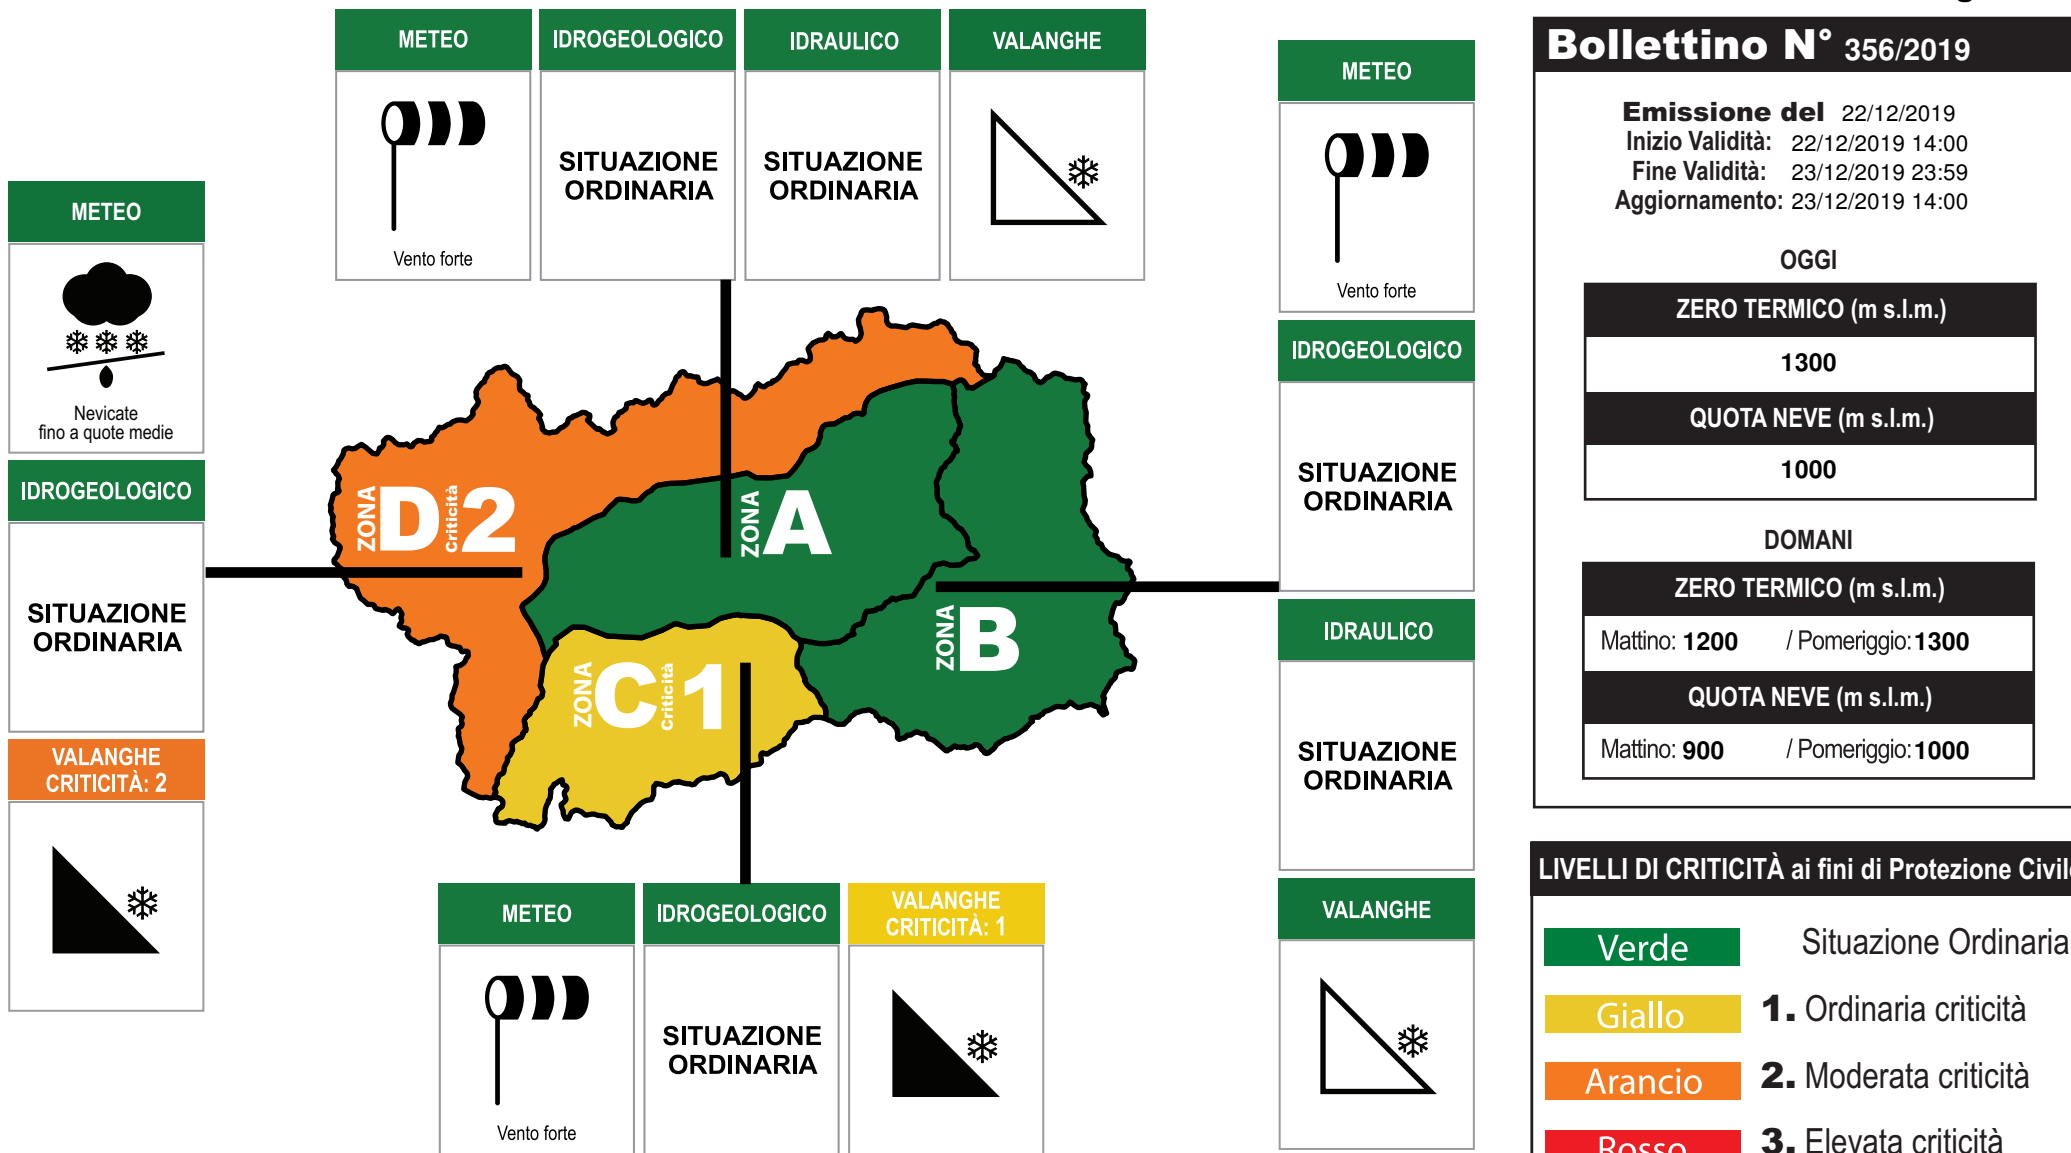 METEO
IDROGEOLOGICO
IDRAULICO
VALANGHE
Vento forte
SITUAZIONE
ORDINARIA
SITUAZIONE
ORDINARIA
METEO
Nevicate
fino a quote medie
IDROGEOLOGICO
SITUAZIONE
ORDINARIA
VALANGHE
CRITICITÀ: 2
ZONA D Criticità 2
ZONA A
ZONA B
ZONA C Criticità 1
METEO
Vento forte
IDROGEOLOGICO
SITUAZIONE
ORDINARIA
VALANGHE
CRITICITÀ: 1
METEO
Vento forte
IDROGEOLOGICO
SITUAZIONE
ORDINARIA
IDRAULICO
SITUAZIONE
ORDINARIA
VALANGHE
Bollettino N° 356/2019
Emissione del 22/12/2019
Inizio Validità: 22/12/2019 14:00
Fine Validità: 23/12/2019 23:59
Aggiornamento: 23/12/2019 14:00
OGGI
ZERO TERMICO (m s.l.m.)
1300
QUOTA NEVE (m s.l.m.)
1000
DOMANI
ZERO TERMICO (m s.l.m.)
Mattino: 1200 / Pomeriggio: 1300
QUOTA NEVE (m s.l.m.)
Mattino: 900 / Pomeriggio: 1000
LIVELLI DI CRITICITÀ ai fini di Protezione Civile
Verde Situazione Ordinaria
Giallo 1. Ordinaria criticità
Arancio 2. Moderata criticità
Rosso 3. Elevata criticità